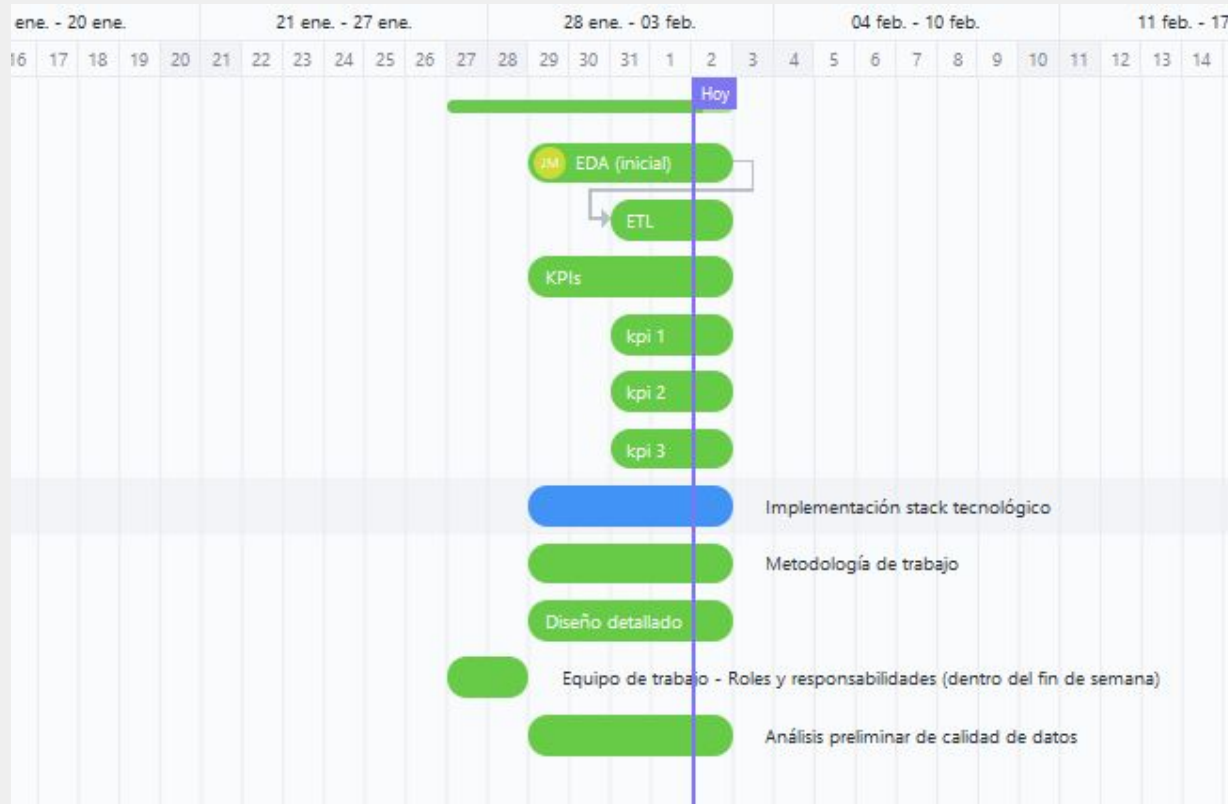 ene. - 20 ene. 21 ene. - 27 ene. 28 ene. - 03 feb. 04 feb. - 10 feb. 11 feb. - 17
16 17 18 19 20 21 22 23 24 25 26 27 28 29 30 31 1 2 3 4 5 6 7 8 9 10 11 12 13 14
Hoy
JM EDA (inicial)
ETL
KPIs
kpi 1
kpi 2
kpi 3
Implementación stack tecnológico
Metodología de trabajo
Diseño detallado
Equipo de trabajo - Roles y responsabilidades (dentro del fin de semana)
Análisis preliminar de calidad de datos